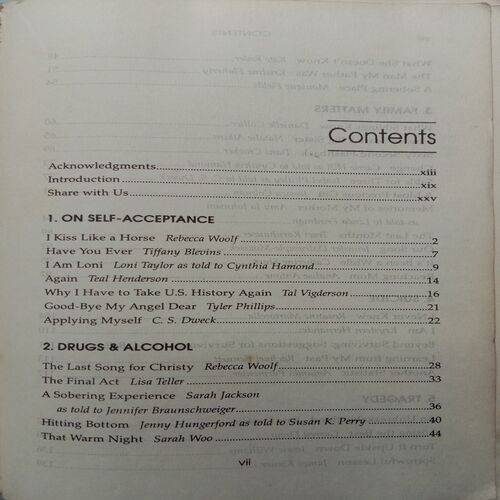 Contents
Acknowledgments xiii
Introduction xix
Share with Us xxv
1. ON SELF-ACCEPTANCE
I Kiss Like a Horse Rebecca Woolf 2
Have You Ever Tiffany Blevins 7
I Am Loni Loni Taylor as told to Cynthia Hamond 9
Again Teal Henderson 14
Why I Have to Take U.S. History Again Tal Vigderson 16
Good-Bye My Angel Dear Tyler Phillips 21
Applying Myself C. S. Dweck 22
2. DRUGS & ALCOHOL
The Last Song for Christy Rebecca Woolf 28
The Final Act Lisa Teller 33
A Sobering Experience Sarah Jackson
as told to Jennifer Braunschweiger 36
Hitting Bottom Jenny Hungerford as told to Susan K. Perry 40
That Warm Night Sarah Woo 44
vii